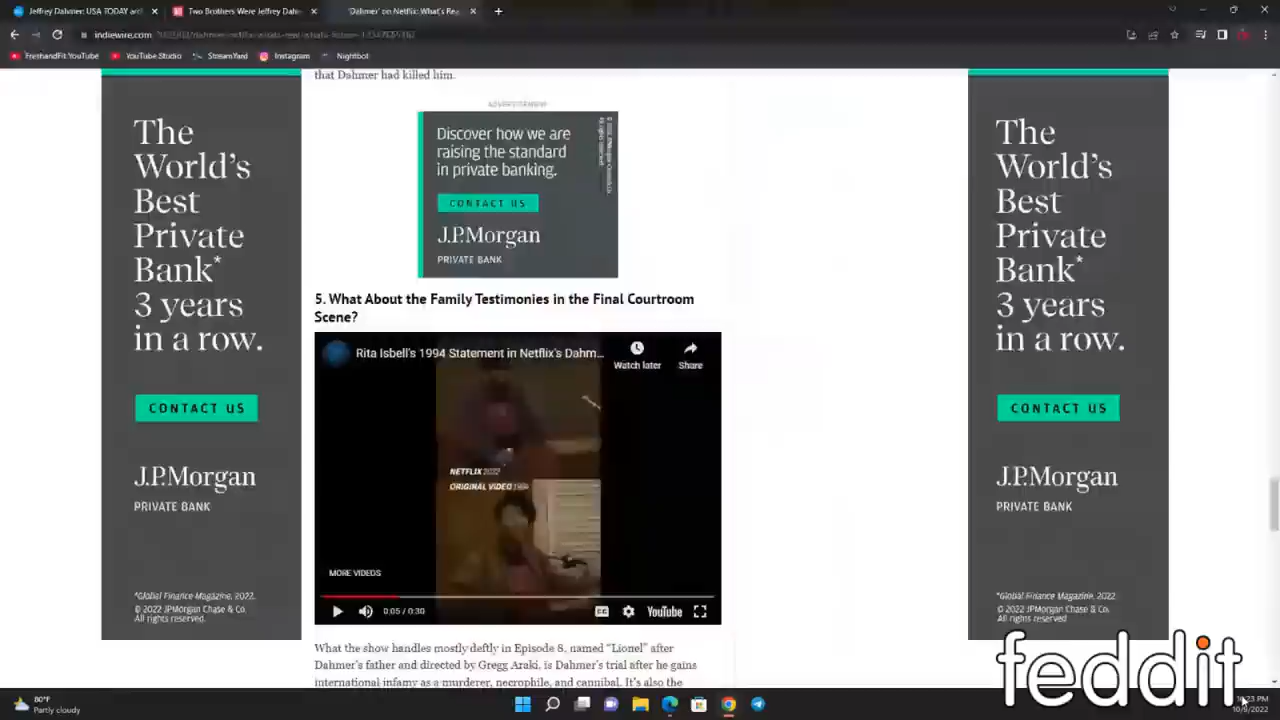 Jeffrey Dahmer: USA TODAY
Two Brothers Were Jeffrey
'Dahmer' on Netflix: What's
indiewire.com
FreshandFit YouTube
YouTube Studio
StreamYard
Instagram
Nightbot
that Dahmer had killed him.
ADVERTISEMENT
The
World's
Best
Private
Bank*
3 years
in a row.
CONTACT US
J.P.Morgan
PRIVATE BANK
*Global Finance Magazine, 2022.
© 2022 JPMorgan Chase & Co.
All rights reserved.
Discover how we are
raising the standard
in private banking.
CONTACT US
J.P.Morgan
PRIVATE BANK
5. What About the Family Testimonies in the Final Courtroom
Scene?
Rita Isbell's 1994 Statement in Netflix's Dahm...
Watch later
Share
NETFLIX 2022
ORIGINAL VIDEO 1994
MORE VIDEOS
0:05 / 0:30
CC
YouTube
What the show handles mostly deftly in Episode 8, named “Lionel” after
Dahmer's father and directed by Gregg Araki, is Dahmer's trial after he gains
international infamy as a murderer, necrophile, and cannibal. It's also the
The
World's
Best
Private
Bank*
3 years
in a row.
CONTACT US
J.P.Morgan
PRIVATE BANK
*Global Finance Magazine, 2022.
© 2022 JPMorgan Chase & Co.
All rights reserved
feddit
80°F
Partly cloudy
10/9/2022